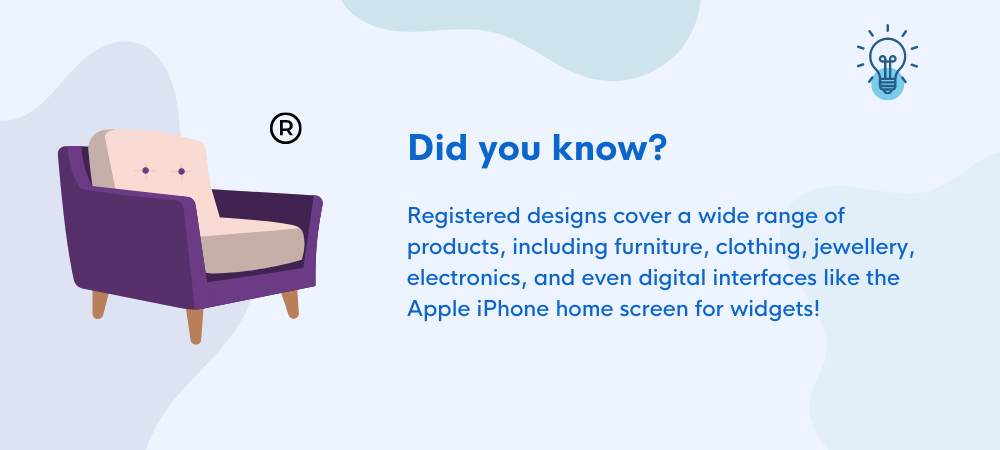 ®
Did you know?
Registered designs cover a wide range of
products, including furniture, clothing, jewellery,
electronics, and even digital interfaces like the
Apple iPhone home screen for widgets!